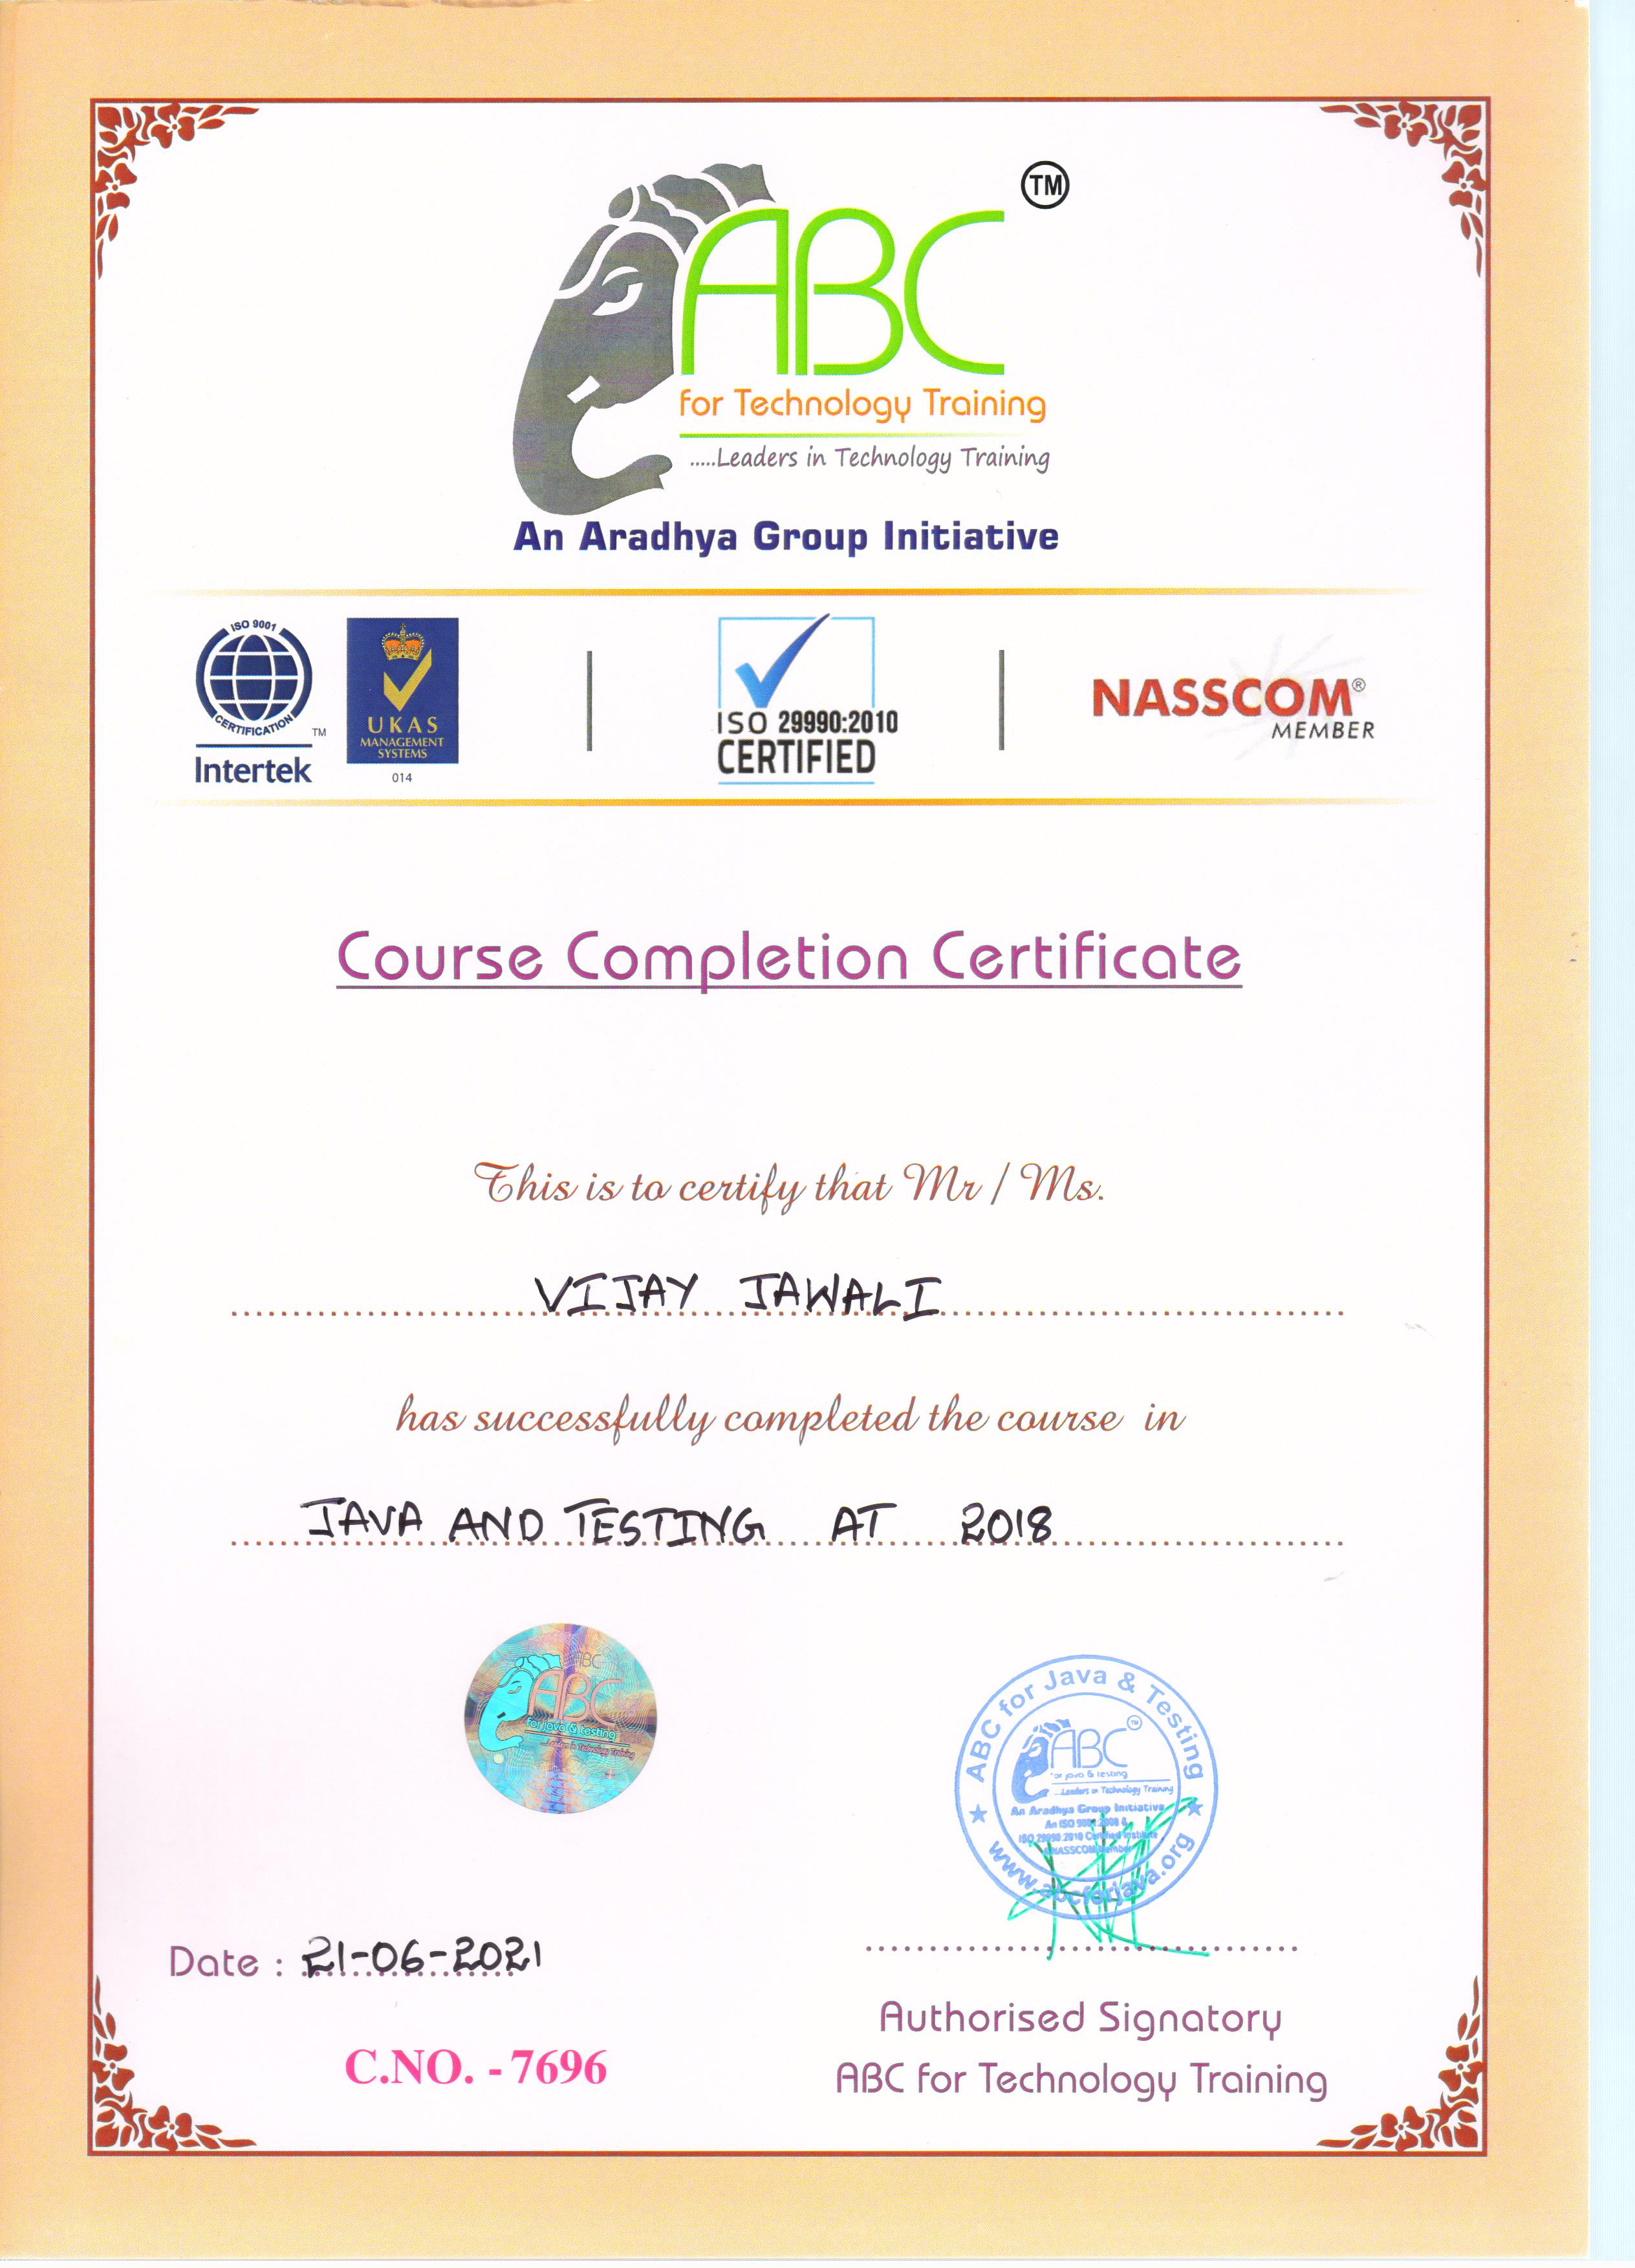 ABC TM
for Technology Training
.....Leaders in Technology Training
An Aradhya Group Initiative
ISO 9001
CERTIFICATION TM
Intertek
UKAS
MANAGEMENT
SYSTEMS
014
ISO 29990:2010
CERTIFIED
NASSCOM®
MEMBER
Course Completion Certificate
This is to certify that Mr / Ms.
VIJAY JAWALI
has successfully completed the course in
JAVA AND TESTING AT 2018
ABC
ABC
for java & testing
...Leaders in Technology Training
ABC for Java & Testing
ABC TM
for java & testing
...Leaders in Technology Training
An Aradhya Group Initiative
An ISO 9001:2008 &
ISO 29990:2010 Certified Institute
NASSCOM Member
www.abcforjava.org
Date : 21-06-2021
C.NO. - 7696
Authorised Signatory
ABC for Technology Training